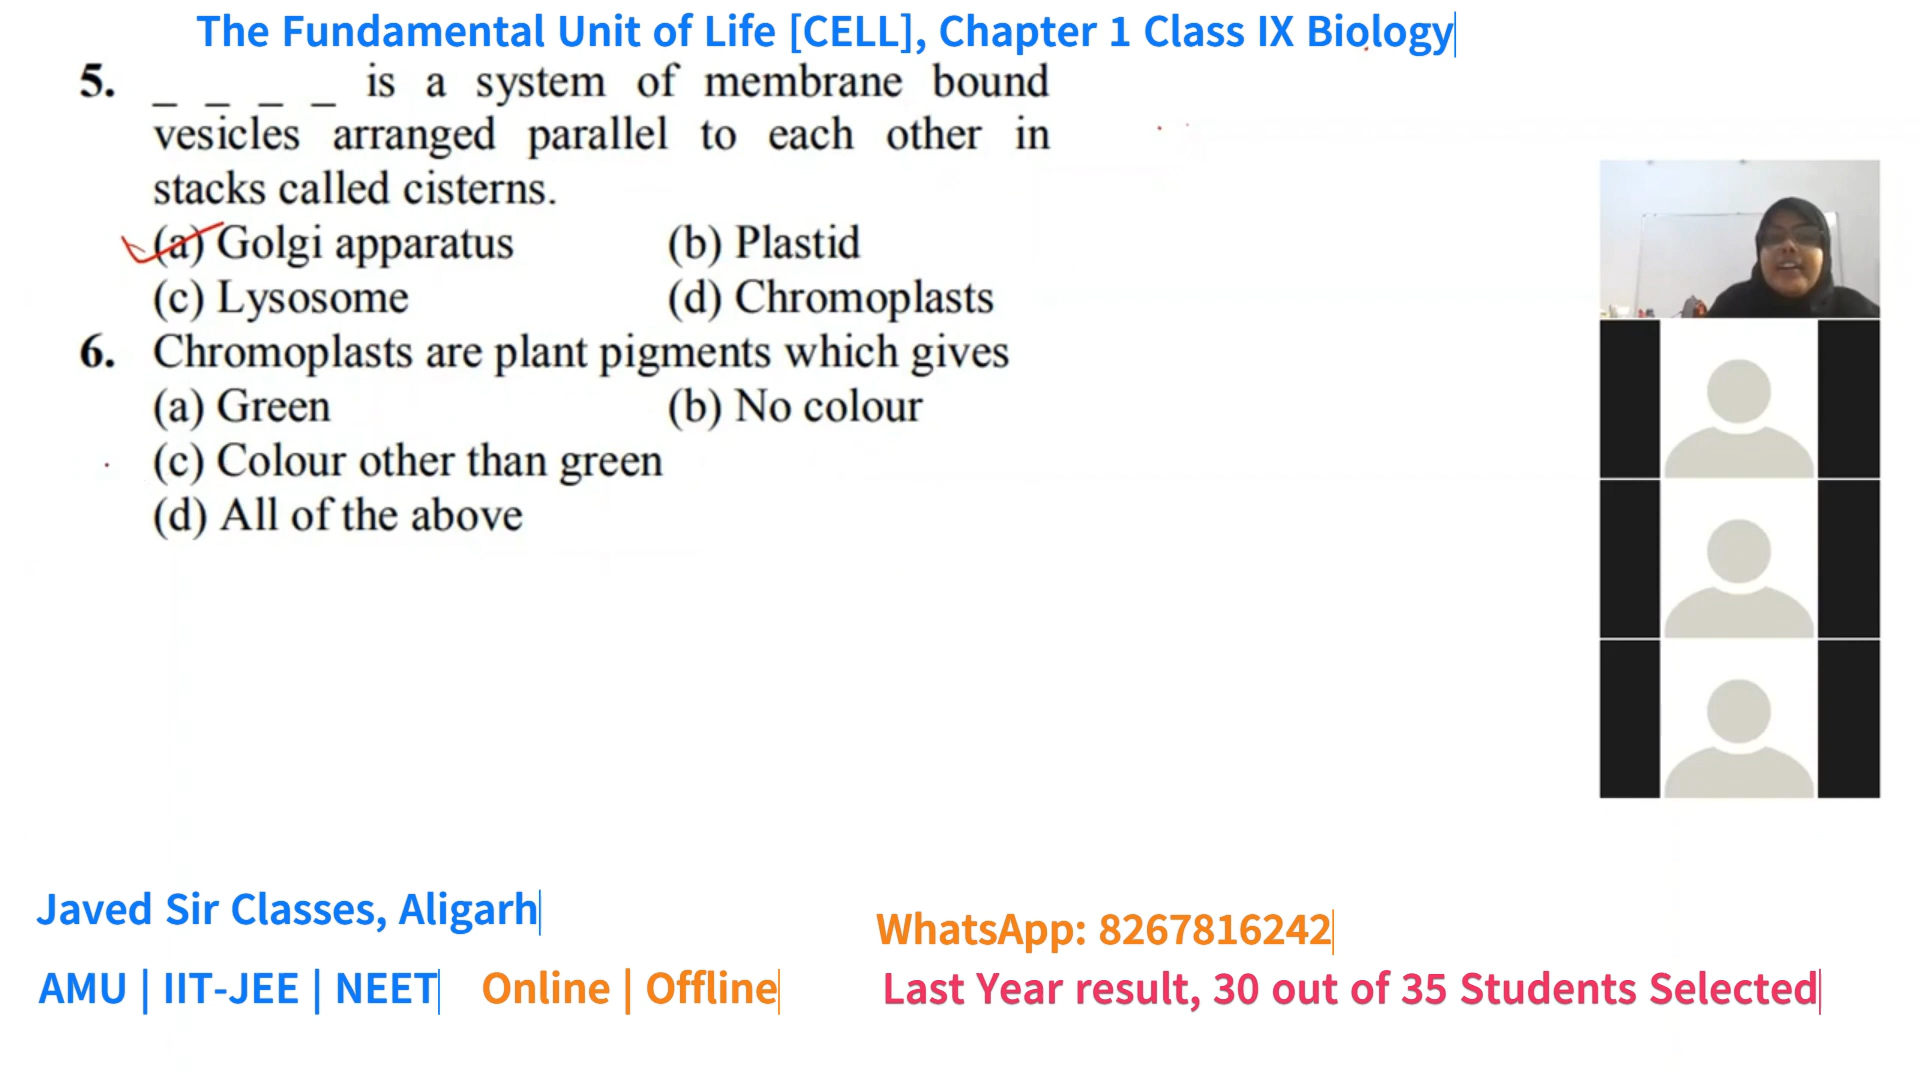 The Fundamental Unit of Life [CELL], Chapter 1 Class IX Biology
5. _ _ _ _ is a system of membrane bound
vesicles arranged parallel to each other in
stacks called cisterns.
(a) Golgi apparatus (b) Plastid
(c) Lysosome (d) Chromoplasts
6. Chromoplasts are plant pigments which gives
(a) Green (b) No colour
(c) Colour other than green
(d) All of the above
Javed Sir Classes, Aligarh
WhatsApp: 8267816242
AMU | IIT-JEE | NEET Online | Offline
Last Year result, 30 out of 35 Students Selected